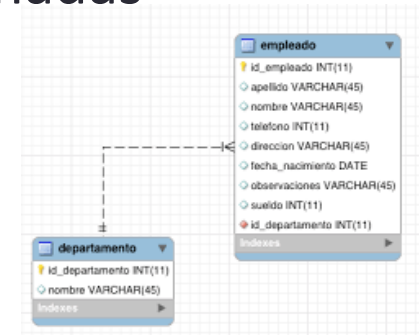 empleado
id_empleado INT(11)
apellido VARCHAR(45)
nombre VARCHAR(45)
telefono INT(11)
direccion VARCHAR(45)
fecha_nacimiento DATE
observaciones VARCHAR(45)
sueldo INT(11)
id_departamento INT(11)
Indexes
departamento
id_departamento INT(11)
nombre VARCHAR(45)
Indexes